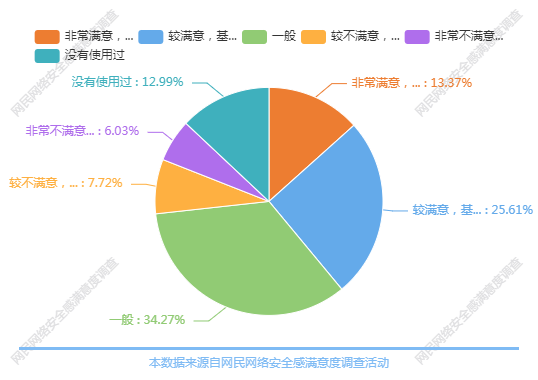 非常满意，...
较满意，基...
一般
较不满意，...
非常不满意...
没有使用过
没有使用过 : 12.99%
非常满意，... : 13.37%
非常不满意... : 6.03%
较不满意，... : 7.72%
较满意，基... : 25.61%
一般 : 34.27%
网民网络安全感满意度调查
网民网络安全感满意度调查
网民网络安全感满意度调查
网民网络安全感满意度调查
本数据来源自网民网络安全感满意度调查活动